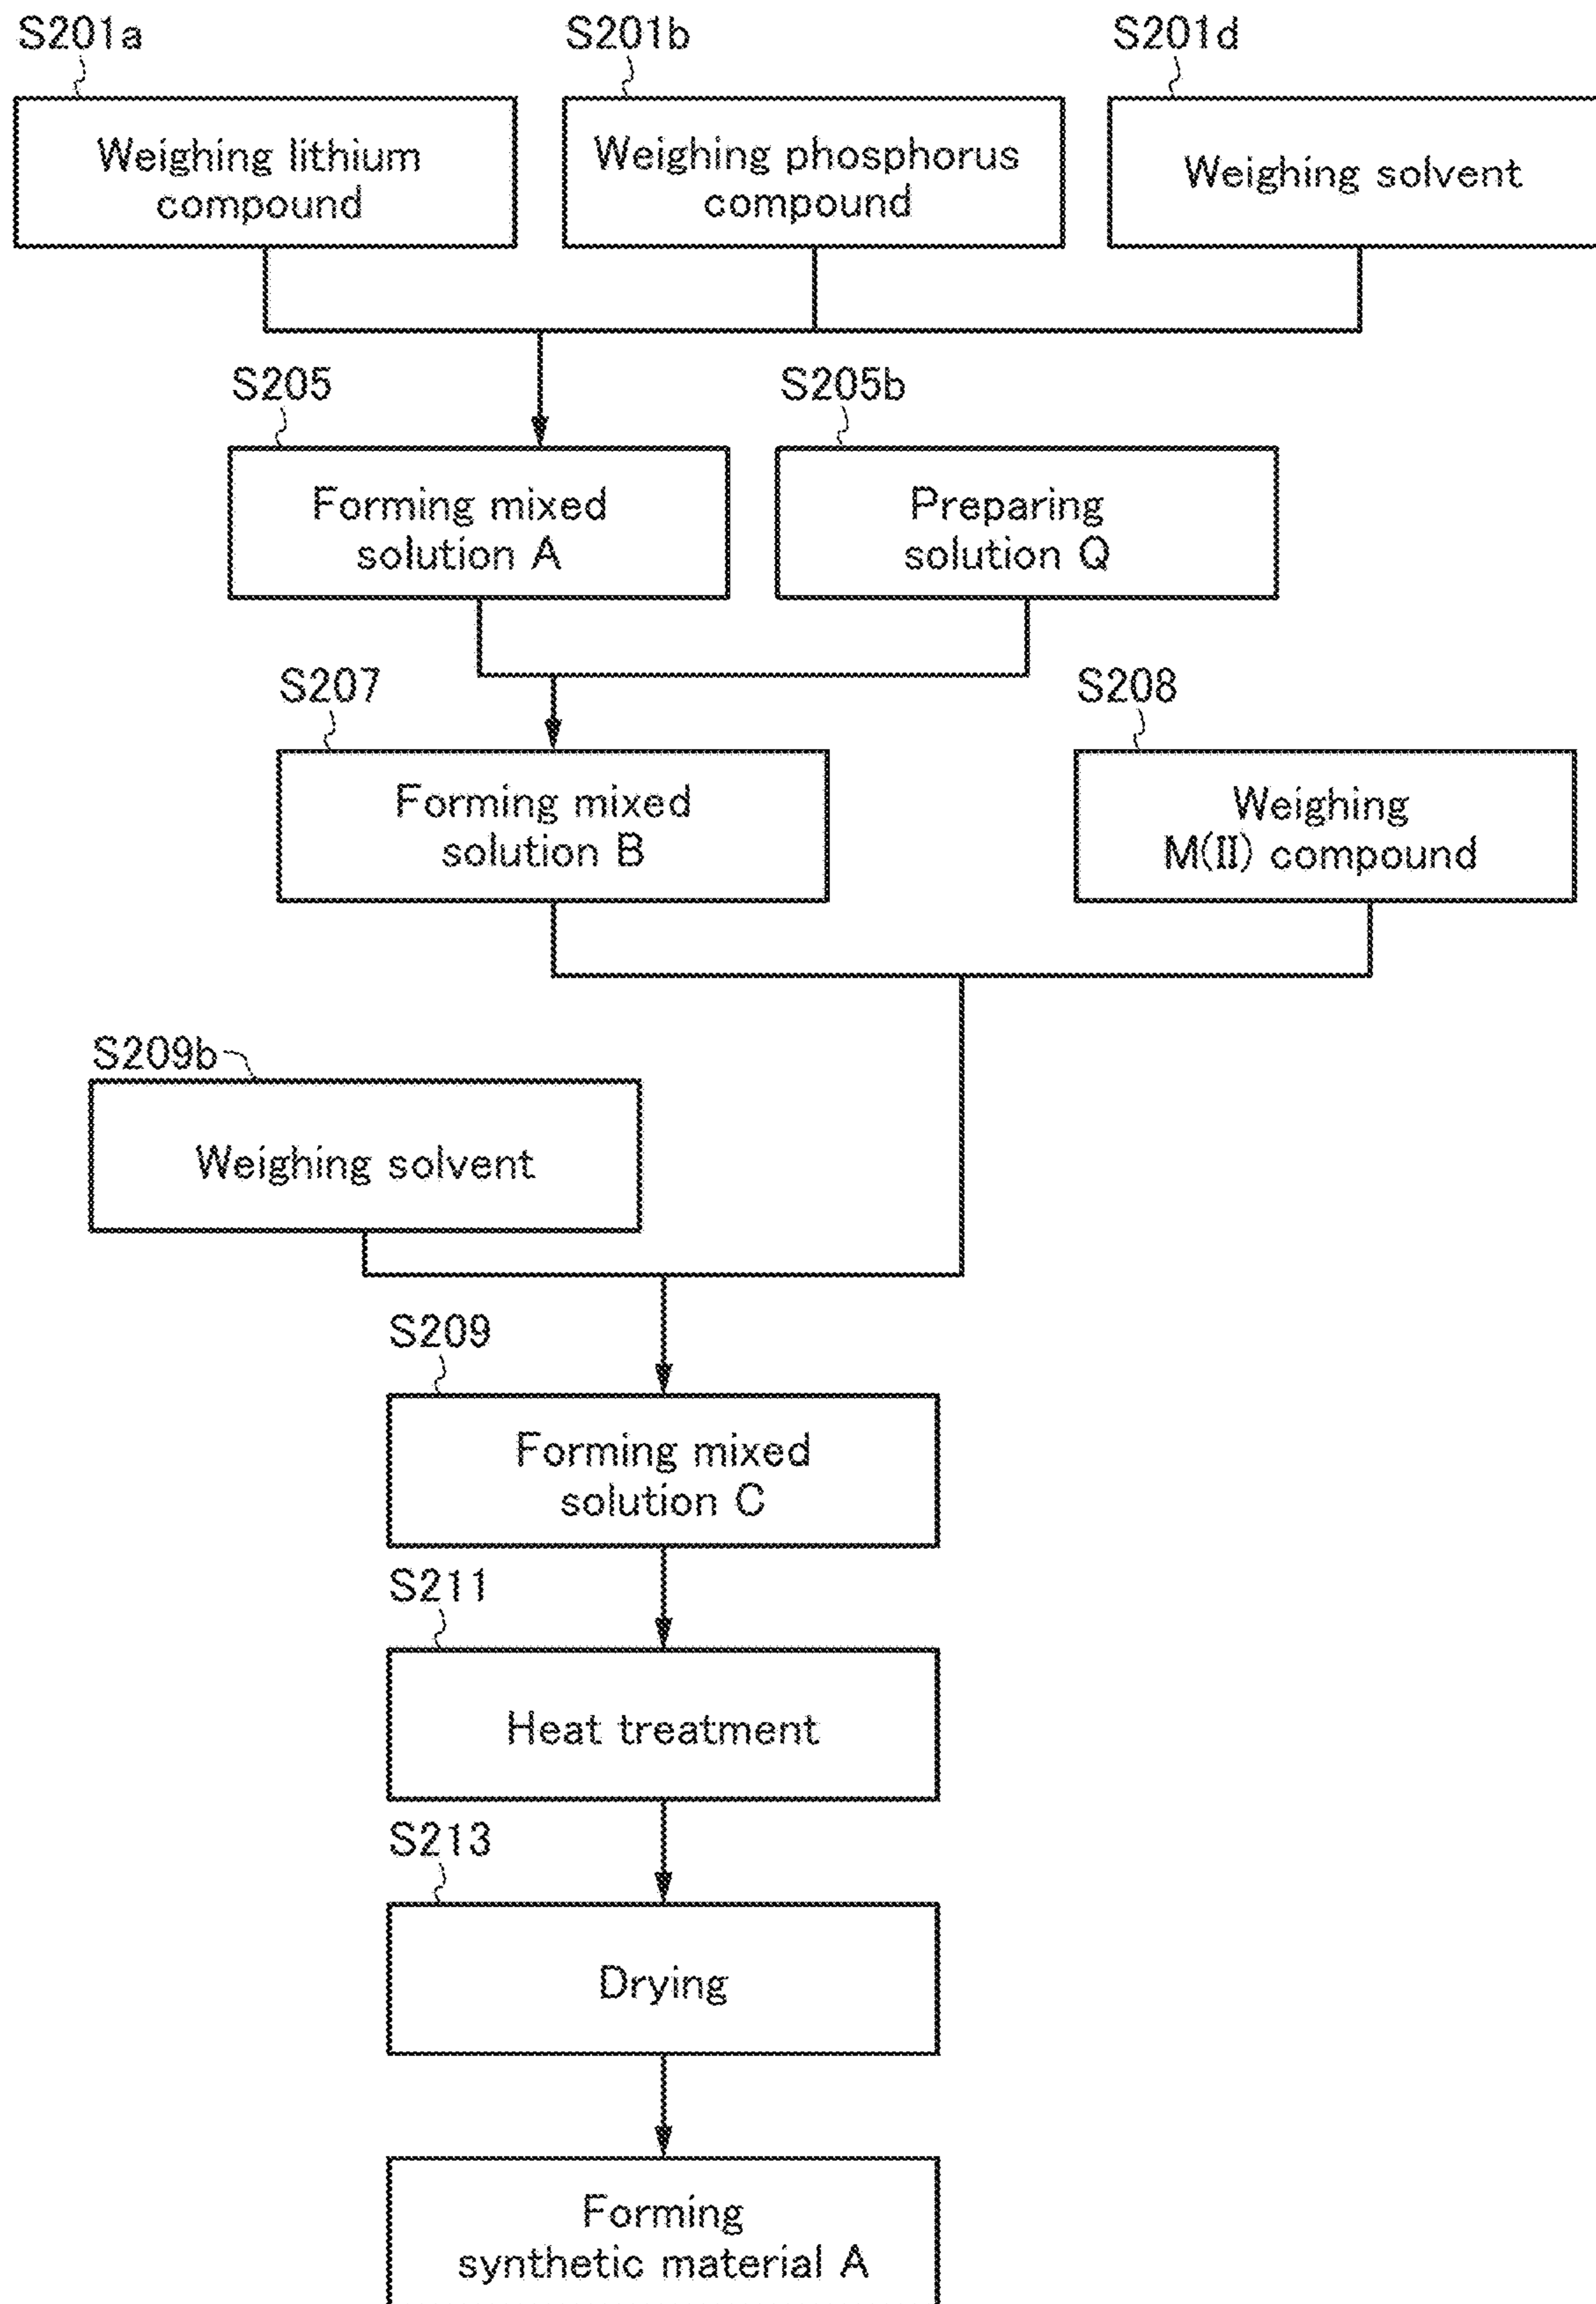 S201a
S201b
S201d
Weighing lithium
compound
Weighing phosphorus
compound
Weighing solvent
S205
S205b
Forming mixed
solution A
Preparing
solution Q
S207
S208
Forming mixed
solution B
Weighing
M(II) compound
S209b
Weighing solvent
S209
Forming mixed
solution C
S211
Heat treatment
S213
Drying
Forming
synthetic material A